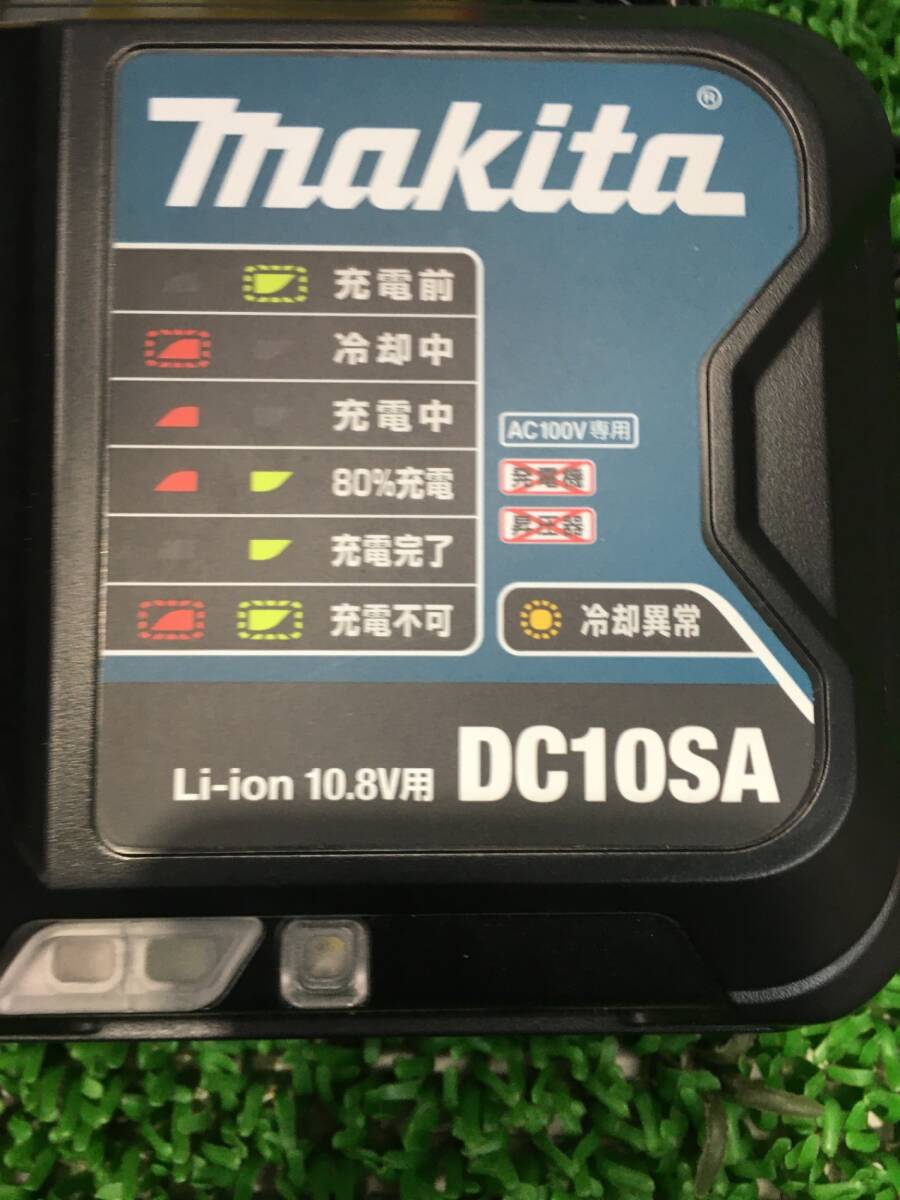 makita®
充電前
冷却中
充電中
80%充電
充電完了
充電不可
AC100V専用
発電機
昇圧器
冷却異常
Li-ion 10.8V用 DC10SA